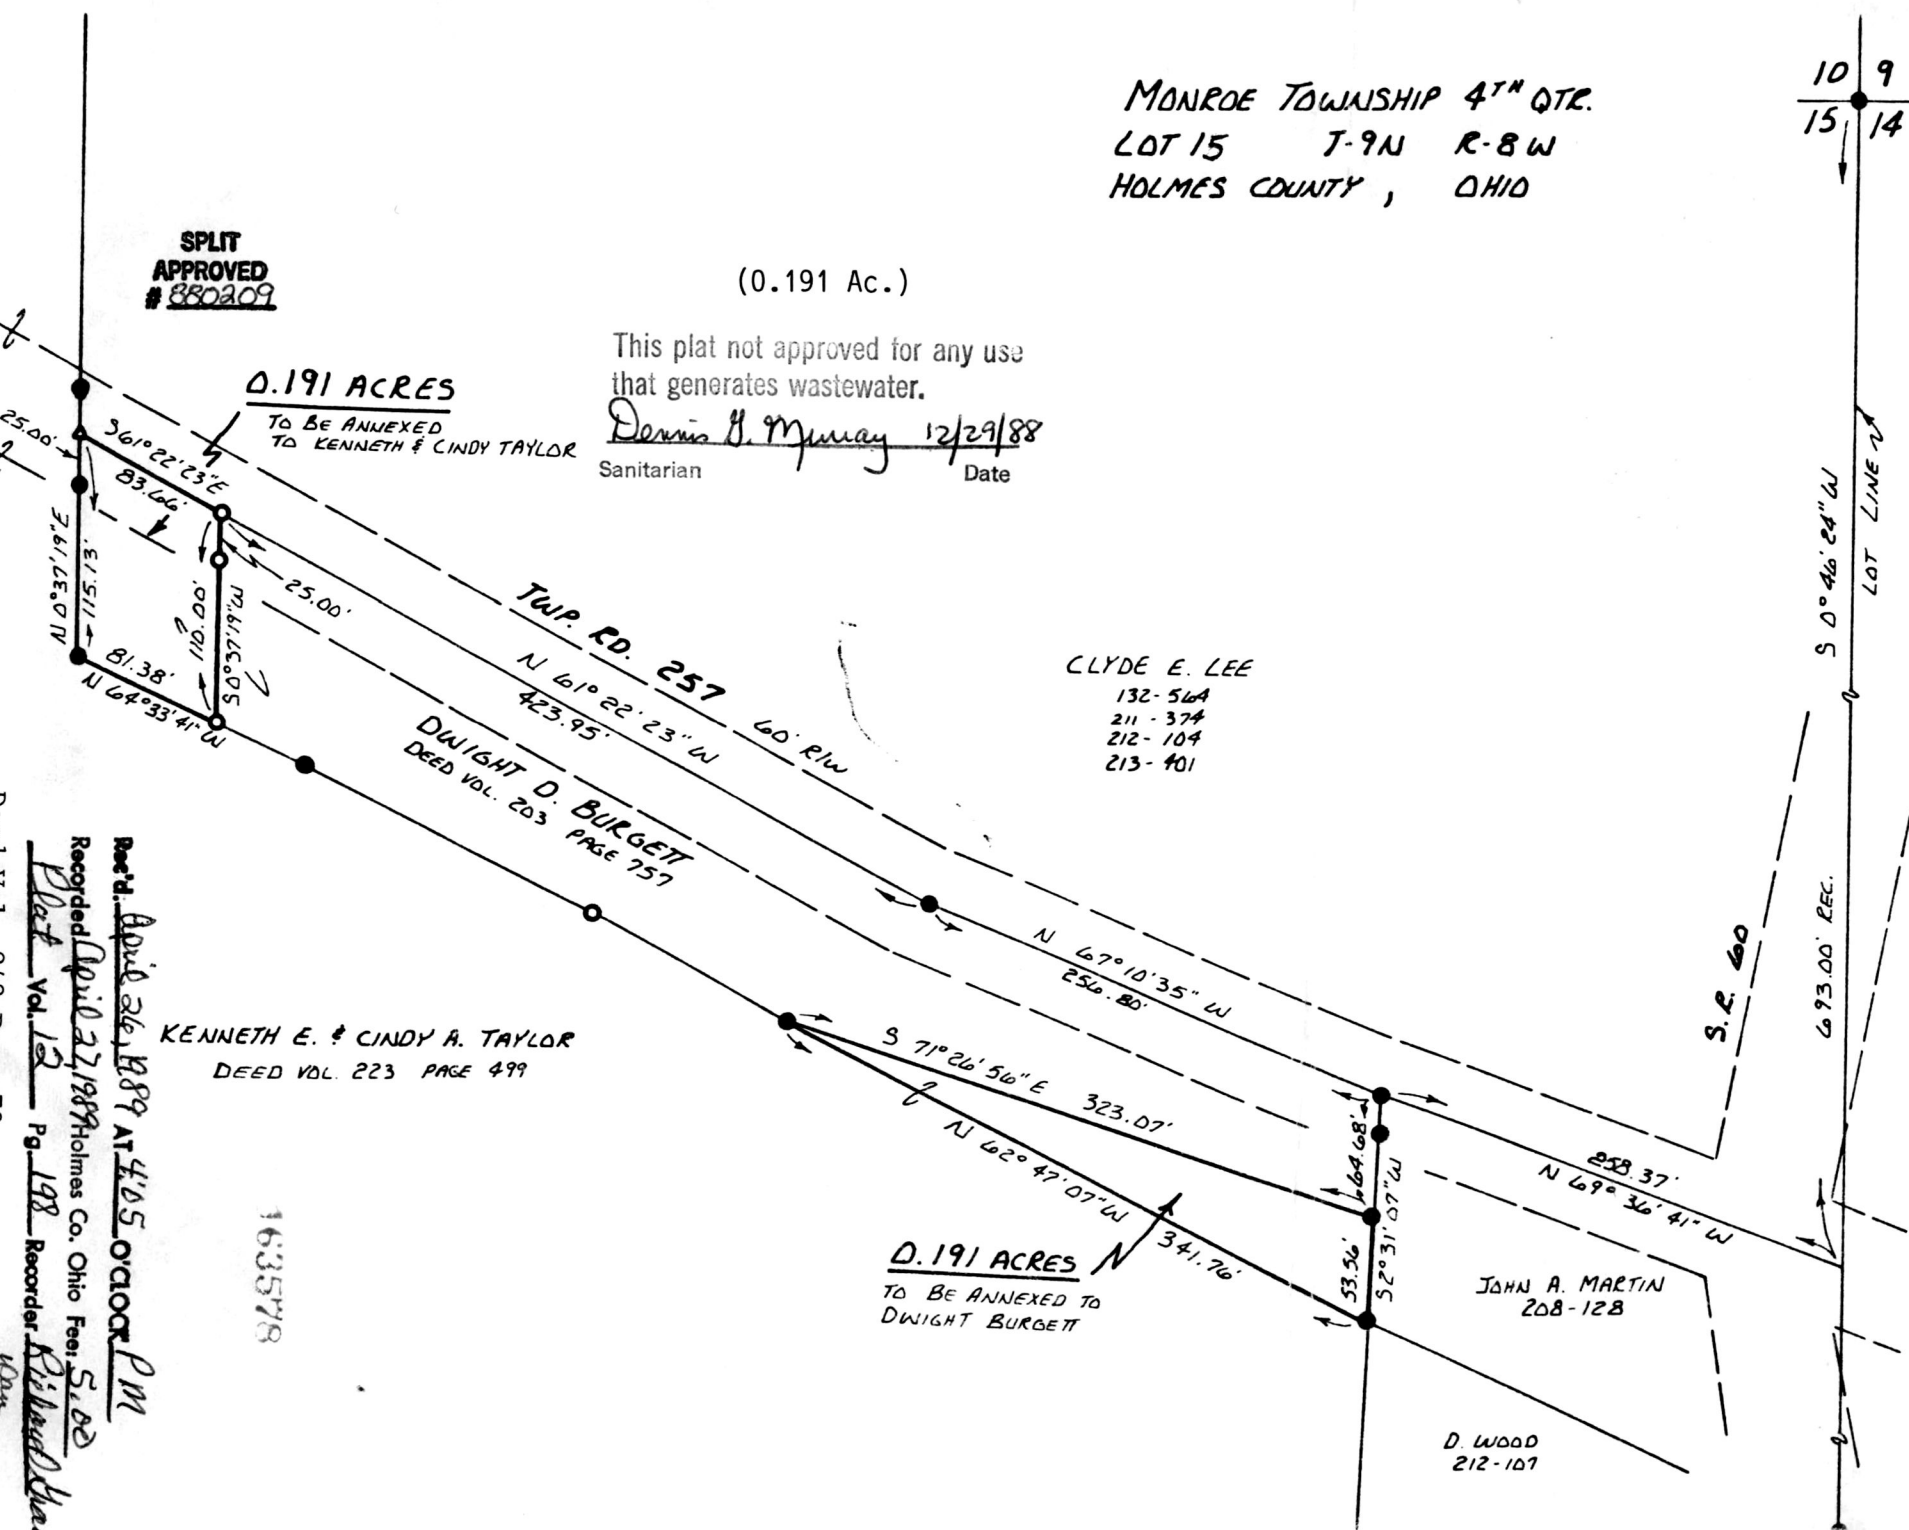 MONROE TOWNSHIP 4TH QTR.
LOT 15 T-9N R-8W
HOLMES COUNTY, OHIO
10 9
15 14
SPLIT
APPROVED
# 880209
(0.191 Ac.)
This plat not approved for any use
that generates wastewater.
Dennis G. Murray 12/29/88
Sanitarian Date
0.191 ACRES
TO BE ANNEXED
TO KENNETH & CINDY TAYLOR
25.00'
S 61° 22' 23" E
83.66'
N 0° 37' 19" E
115.13'
110.00'
S 0° 37' 19" W
25.00'
81.38'
N 64° 33' 41" W
TWP. RD. 257 60' R/W
N 61° 22' 23" W
423.95'
DWIGHT D. BURGETT
DEED VOL. 203 PAGE 757
CLYDE E. LEE
132-564
211-374
212-104
213-401
S 0° 46' 24" W
LOT LINE
693.00' REC.
S.R. 60
N 67° 10' 35" W
256.80'
KENNETH E. & CINDY A. TAYLOR
DEED VOL. 223 PAGE 499
S 71° 26' 56" E 323.07'
N 62° 47' 07" W 341.76'
64.68'
53.56'
S 2° 31' 07" W
258.37'
N 69° 36' 41" W
0.191 ACRES
TO BE ANNEXED TO
DWIGHT BURGETT
JOHN A. MARTIN
208-128
D. WOOD
212-107
Rec'd. April 26, 1989 AT 4:05 O'CLOCK PM
Recorded April 27, 1989 Holmes Co. Ohio Fee: 5.00
Plat Vol. 12 Pg. 198 Recorder
163578